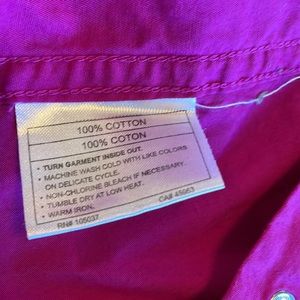 100% COTTON
100% COTON
• TURN GARMENT INSIDE OUT.
• MACHINE WASH COLD WITH LIKE COLORS
ON DELICATE CYCLE.
• NON-CHLORINE BLEACH IF NECESSARY.
• TUMBLE DRY AT LOW HEAT.
• WARM IRON.
RN# 105037 CA#